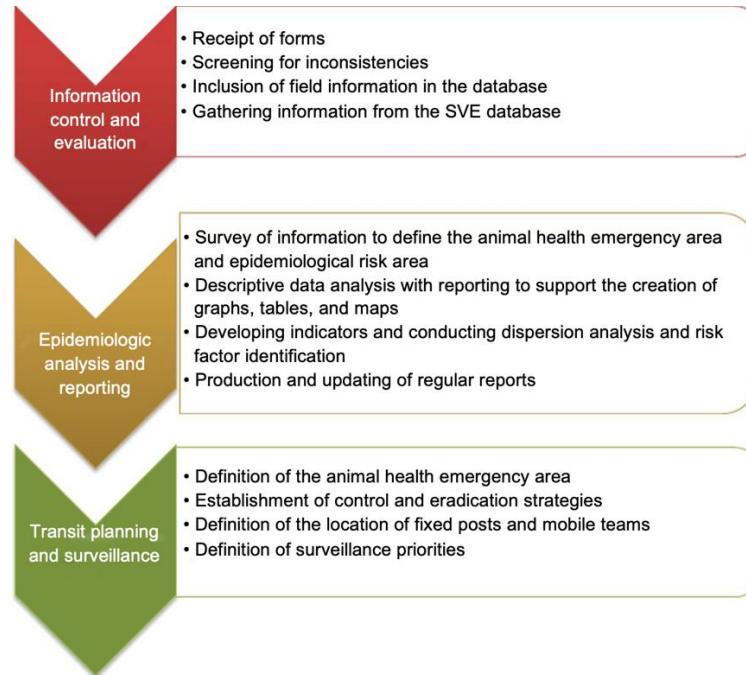 Information
control and
evaluation
• Receipt of forms
• Screening for inconsistencies
• Inclusion of field information in the database
• Gathering information from the SVE database
Epidemiologic
analysis and
reporting
• Survey of information to define the animal health emergency area
and epidemiological risk area
• Descriptive data analysis with reporting to support the creation of
graphs, tables, and maps
• Developing indicators and conducting dispersion analysis and risk
factor identification
• Production and updating of regular reports
Transit planning
and surveillance
• Definition of the animal health emergency area
• Establishment of control and eradication strategies
• Definition of the location of fixed posts and mobile teams
• Definition of surveillance priorities